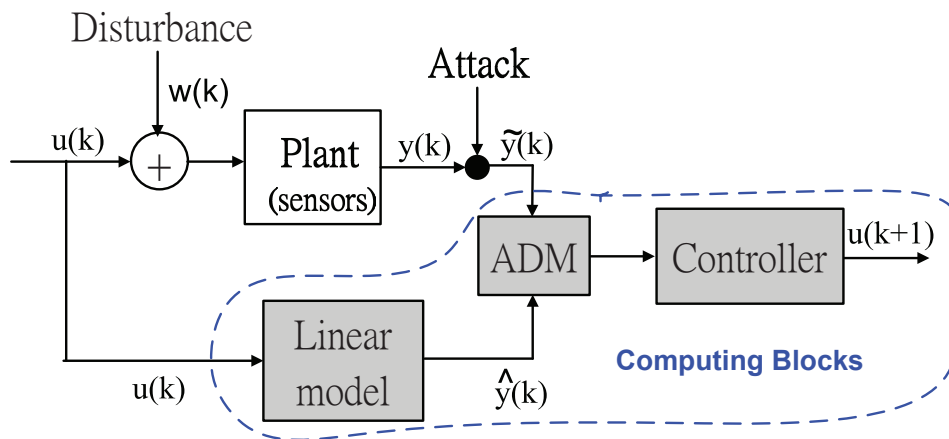 Disturbance
w(k)
Attack
u(k)
+
Plant
(sensors)
y(k)
ỹ(k)
ADM
Controller
u(k+1)
Linear
model
u(k)
ŷ(k)
Computing Blocks